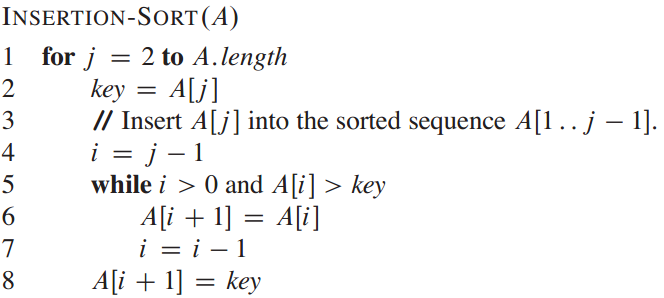 INSERTION-SORT(A)
1 for j = 2 to A.length
2 key = A[j]
3 // Insert A[j] into the sorted sequence A[1 . . j − 1].
4 i = j − 1
5 while i > 0 and A[i] > key
6 A[i + 1] = A[i]
7 i = i − 1
8 A[i + 1] = key